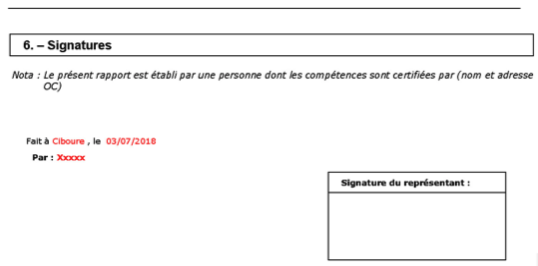 6. – Signatures
Nota : Le présent rapport est établi par une personne dont les compétences sont certifiées par (nom et adresse
OC)
Fait à Ciboure , le 03/07/2018
Par : Xxxxx
Signature du représentant :